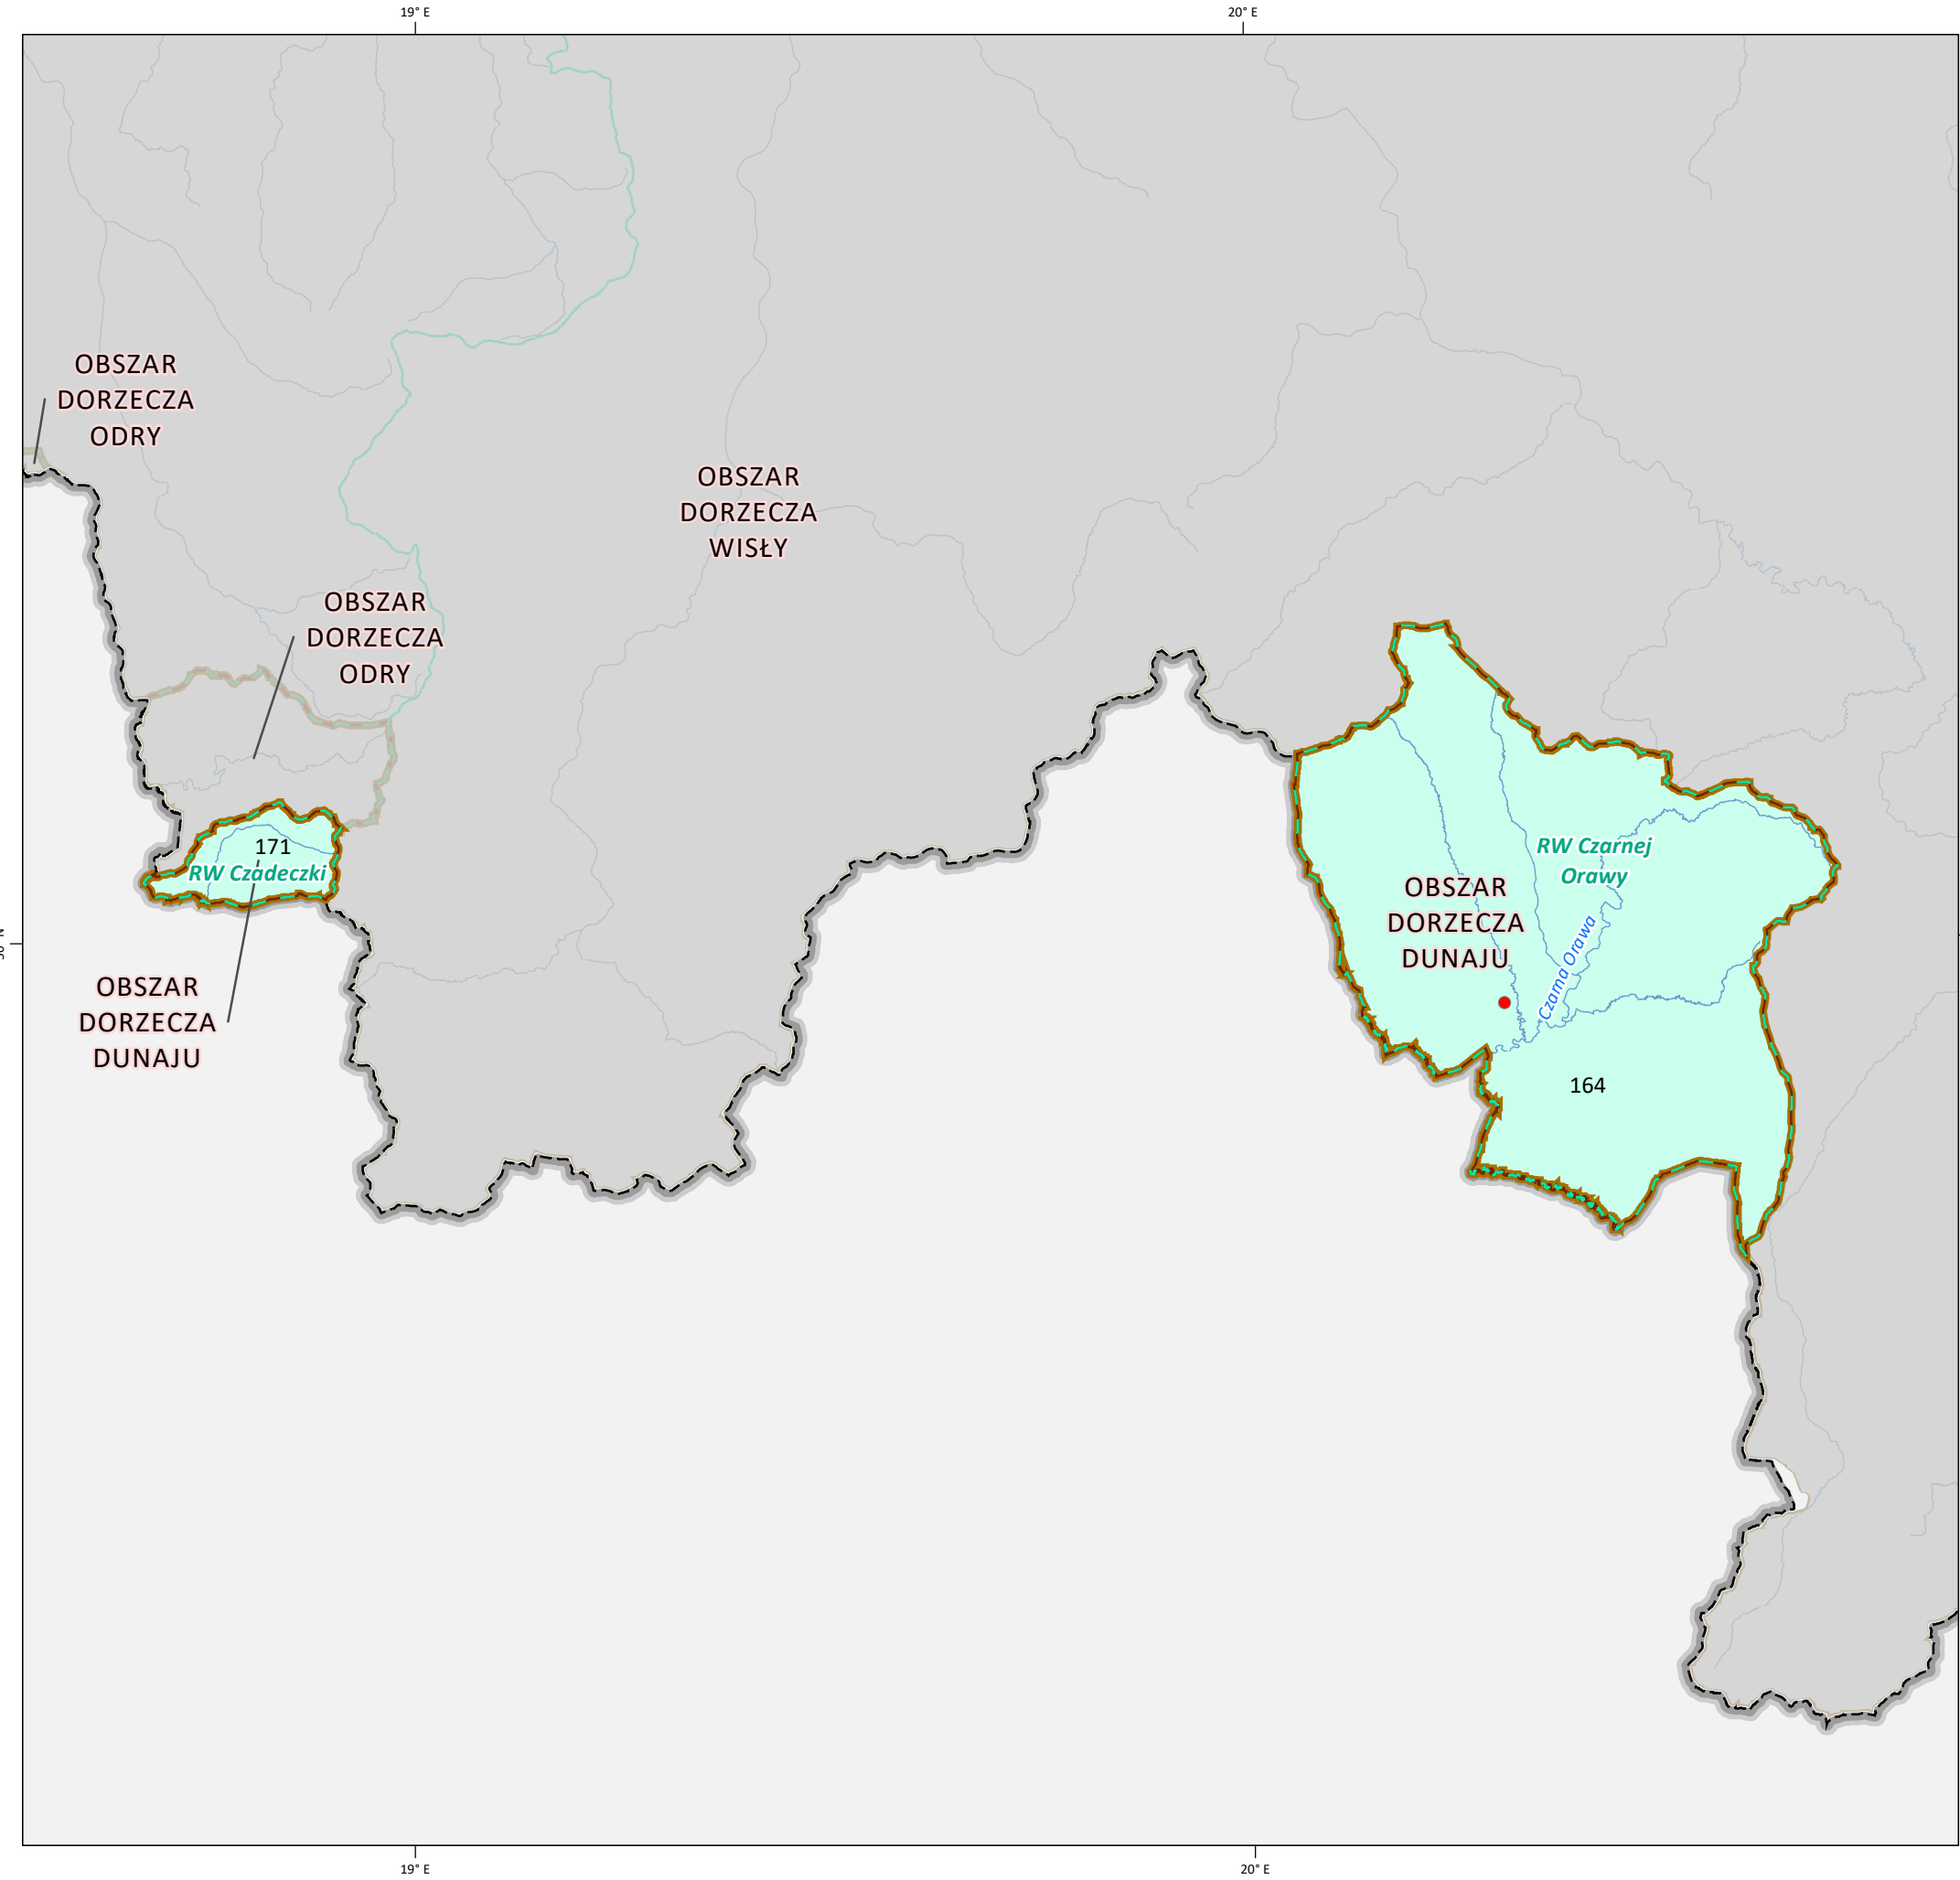 19° E
20° E
OBSZAR
DORZECZA
ODRY
OBSZAR
DORZECZA
WISŁY
OBSZAR
DORZECZA
ODRY
171
RW Czadeczki
RW Czarnej
Orawy
OBSZAR
DORZECZA
DUNAJU
Czarna Orawa
OBSZAR
DORZECZA
DUNAJU
164
19° E
20° E